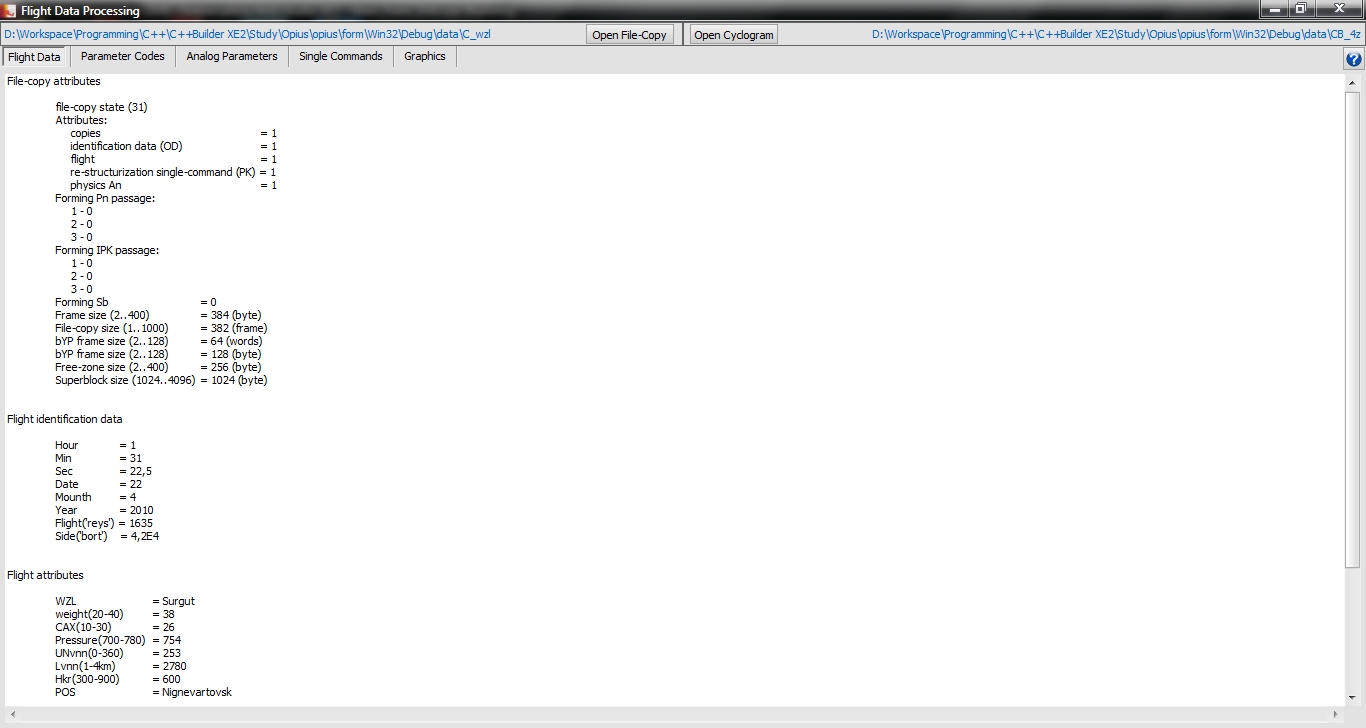 Flight Data Processing
D:\Workspace\Programming\C++\C++Builder XE2\Study\Opius\opius\form\Win32\Debug\data\C_wzl Open File-Copy Open Cyclogram D:\Workspace\Programming\C++\C++Builder XE2\Study\Opius\opius\form\Win32\Debug\data\CB_4z
Flight Data Parameter Codes Analog Parameters Single Commands Graphics
File-copy attributes
file-copy state (31)
Attributes:
copies = 1
identification data (OD) = 1
flight = 1
re-structurization single-command (PK) = 1
physics An = 1
Forming Pn passage:
1 - 0
2 - 0
3 - 0
Forming IPK passage:
1 - 0
2 - 0
3 - 0
Forming Sb = 0
Frame size (2..400) = 384 (byte)
File-copy size (1..1000) = 382 (frame)
bYP frame size (2..128) = 64 (words)
bYP frame size (2..128) = 128 (byte)
Free-zone size (2..400) = 256 (byte)
Superblock size (1024..4096) = 1024 (byte)
Flight identification data
Hour = 1
Min = 31
Sec = 22,5
Date = 22
Mounth = 4
Year = 2010
Flight('reys') = 1635
Side('bort') = 4,2E4
Flight attributes
WZL = Surgut
weight(20-40) = 38
CAX(10-30) = 26
Pressure(700-780) = 754
UNvnn(0-360) = 253
Lvnn(1-4km) = 2780
Hkr(300-900) = 600
POS = Nignevartovsk